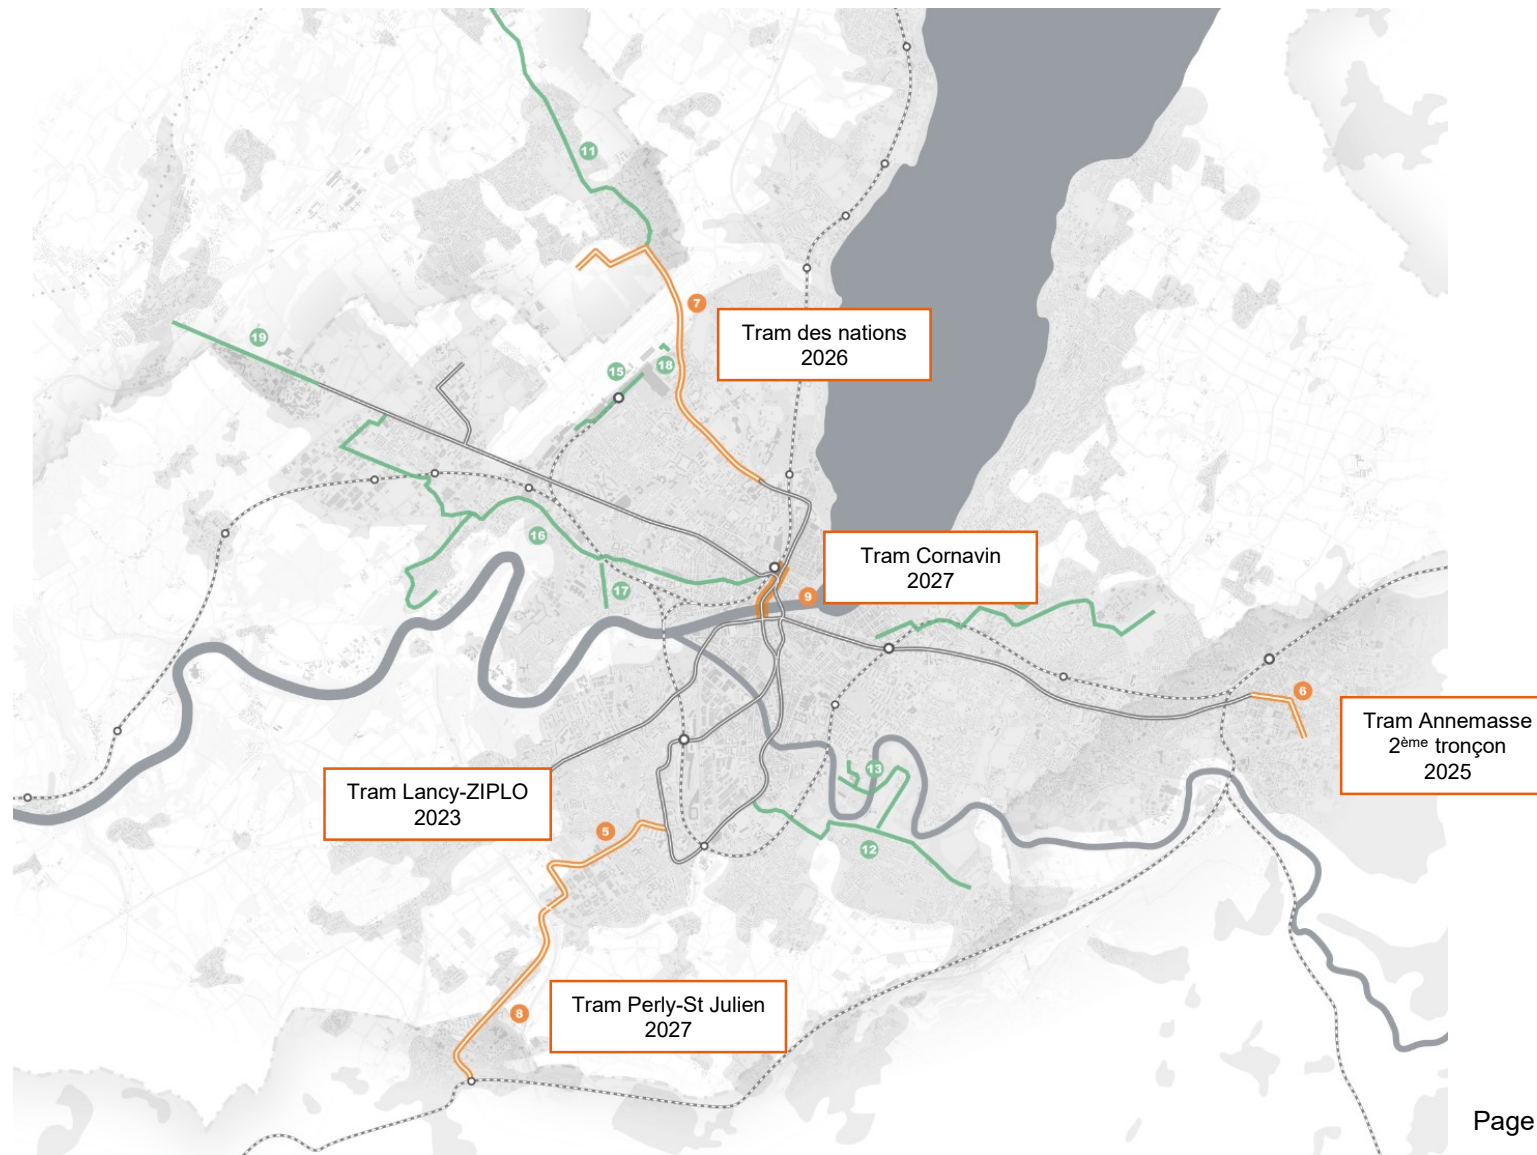 11
7
Tram des nations
2026
19
15
18
16
Tram Cornavin
2027
17
9
6
Tram Annemasse
2ème tronçon
2025
13
Tram Lancy-ZIPLO
2023
5
12
Tram Perly-St Julien
2027
8
Page